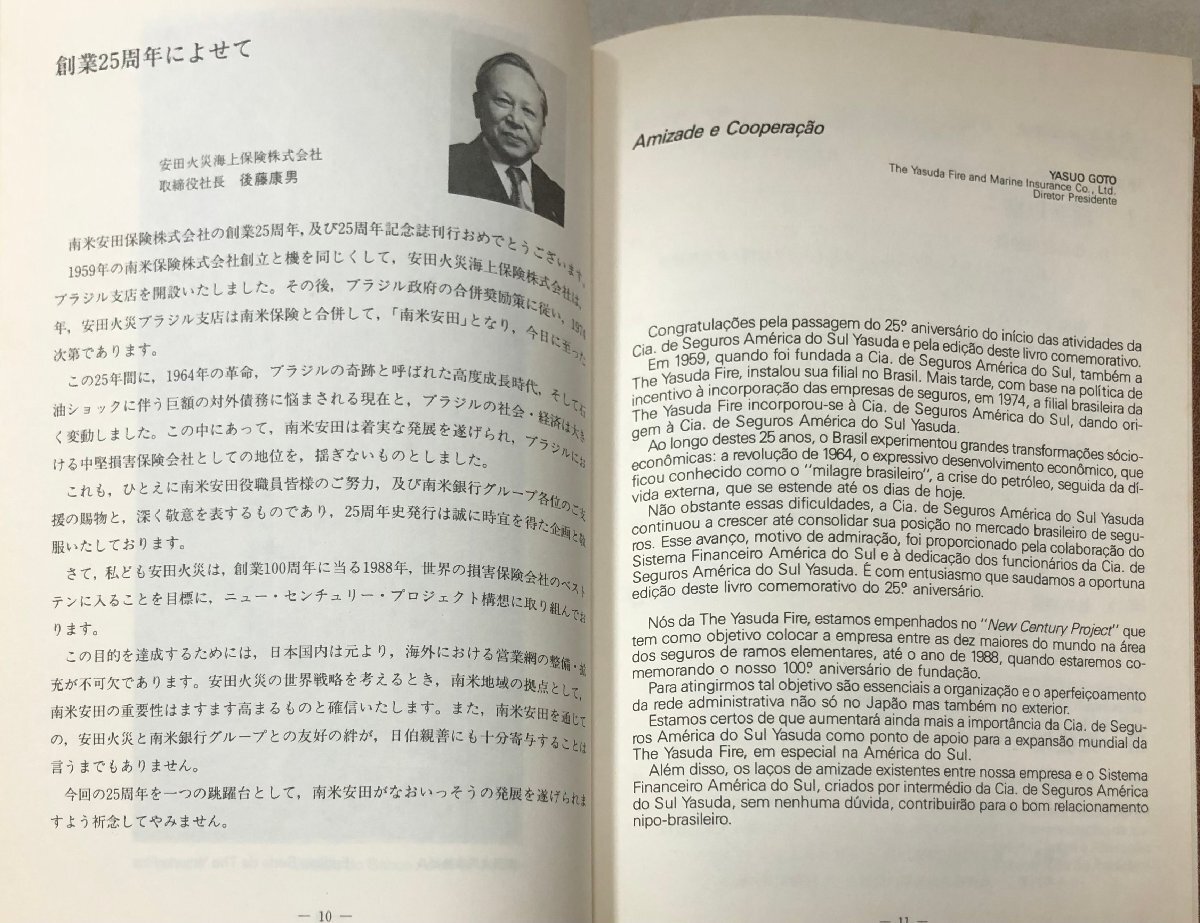 創業25周年によせて
安田火災海上保険株式会社
取締役社長 後藤康男
南米安田保険株式会社の創業25周年,及び25周年記念誌刊行おめでとうございます。
1959年の南米保険株式会社創立と機を同じくして,安田火災海上保険株式会社は,
ブラジル支店を開設いたしました。その後,ブラジル政府の合併奨励策に従い,1974
年,安田火災ブラジル支店は南米保険と合併して,「南米安田」となり,今日に至った
次第であります。
この25年間に,1964年の革命,ブラジルの奇跡と呼ばれた高度成長時代,そして石
油ショックに伴う巨額の対外債務に悩まされる現在と,ブラジルの社会・経済は大き
く変動しました。この中にあって,南米安田は着実な発展を遂げられ,ブラジルにお
ける中堅損害保険会社としての地位を,揺ぎないものとしました。
これも,ひとえに南米安田役職員皆様のご努力,及び南米銀行グループ各位のご支
援の賜物と,深く敬意を表するものであり,25周年史発行は誠に時宜を得た企画と敬
服いたしております。
さて,私ども安田火災は,創業100周年に当る1988年,世界の損害保険会社のベスト
テンに入ることを目標に,ニュー・センチュリー・プロジェクト構想に取り組んでお
ります。
この目的を達成するためには,日本国内は元より,海外における営業網の整備・拡
充が不可欠であります。安田火災の世界戦略を考えるとき,南米地域の拠点として,
南米安田の重要性はますます高まるものと確信いたします。また,南米安田を通じて
の,安田火災と南米銀行グループとの友好の絆が,日伯親善にも十分寄与することは
言うまでもありません。
今回の25周年を一つの跳躍台として,南米安田がなおいっそうの発展を遂げられま
すよう祈念してやみません。
— 10 —
Amizade e Cooperação
YASUO GOTO
The Yasuda Fire and Marine Insurance Co., Ltd.
Diretor Presidente
Congratulações pela passagem do 25º aniversário do início das atividades da
Cia. de Seguros América do Sul Yasuda e pela edição deste livro comemorativo.
Em 1959, quando foi fundada a Cia. de Seguros América do Sul, também a
The Yasuda Fire, instalou sua filial no Brasil. Mais tarde, com base na política de
incentivo à incorporação das empresas de seguros, em 1974, a filial brasileira da
The Yasuda Fire incorporou-se à Cia. de Seguros América do Sul, dando ori-
gem à Cia. de Seguros América do Sul Yasuda.
Ao longo destes 25 anos, o Brasil experimentou grandes transformações sócio-
econômicas: a revolução de 1964, o expressivo desenvolvimento econômico, que
ficou conhecido como o "milagre brasileiro", a crise do petróleo, seguida da dí-
vida externa, que se estende até os dias de hoje.
Não obstante essas dificuldades, a Cia. de Seguros América do Sul Yasuda
continuou a crescer até consolidar sua posição no mercado brasileiro de segu-
ros. Esse avanço, motivo de admiração, foi proporcionado pela colaboração do
Sistema Financeiro América do Sul e à dedicação dos funcionários da Cia. de
Seguros América do Sul Yasuda. É com entusiasmo que saudamos a oportuna
edição deste livro comemorativo do 25º aniversário.
Nós da The Yasuda Fire, estamos empenhados no "New Century Project" que
tem como objetivo colocar a empresa entre as dez maiores do mundo na área
dos seguros de ramos elementares, até o ano de 1988, quando estaremos co-
memorando o nosso 100º aniversário de fundação.
Para atingirmos tal objetivo são essenciais a organização e o aperfeiçoamento
da rede administrativa não só no Japão mas também no exterior.
Estamos certos de que aumentará ainda mais a importância da Cia. de Segu-
ros América do Sul Yasuda como ponto de apoio para a expansão mundial da
The Yasuda Fire, em especial na América do Sul.
Além disso, os laços de amizade existentes entre nossa empresa e o Sistema
Financeiro América do Sul, criados por intermédio da Cia. de Seguros América
do Sul Yasuda, sem nenhuma dúvida, contribuirão para o bom relacionamento
nipo-brasileiro.
— 11 —